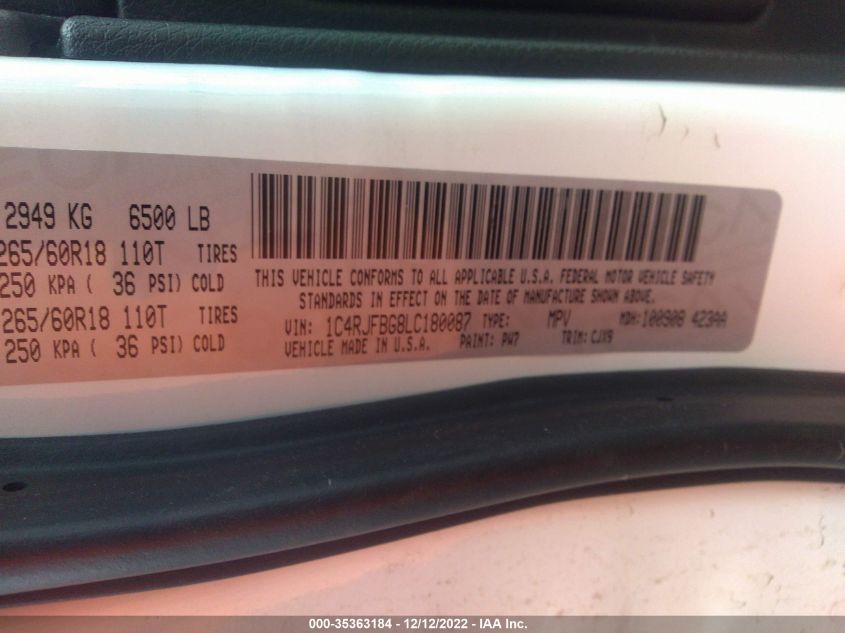 2949 KG 6500 LB
265/60R18 110T TIRES
250 KPA ( 36 PSI) COLD
265/60R18 110T TIRES
250 KPA ( 36 PSI) COLD
THIS VEHICLE CONFORMS TO ALL APPLICABLE U.S.A. FEDERAL MOTOR VEHICLE SAFETY
STANDARDS IN EFFECT ON THE DATE OF MANUFACTURE SHOWN ABOVE.
VIN: 1C4RJFBG8LC180087 TYPE: MPV MDH: 100908 423AA
VEHICLE MADE IN U.S.A. PAINT: PW7 TRIM: CJX9
000-35363184 - 12/12/2022 - IAA Inc.